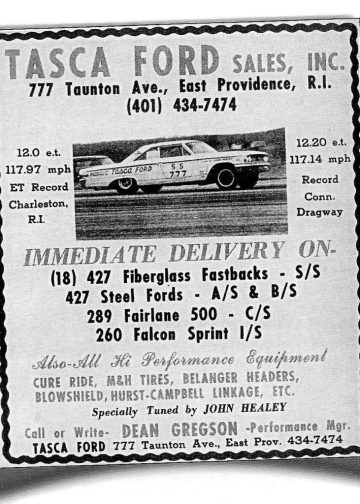 TASCA FORD SALES, INC.
777 Taunton Ave., East Providence, R.I.
(401) 434-7474
12.0 e.t.
117.97 mph
ET Record
Charleston,
R.I.
TASCA FORD
S/S
777
12.20 e.t.
117.14 mph
Record
Conn.
Dragway
IMMEDIATE DELIVERY ON-
(18) 427 Fiberglass Fastbacks - S/S
427 Steel Fords - A/S & B/S
289 Fairlane 500 - C/S
260 Falcon Sprint I/S
Also-All Hi Performance Equipment
CURE RIDE, M&H TIRES, BELANGER HEADERS,
BLOWSHIELD, HURST-CAMPBELL LINKAGE, ETC.
Specially Tuned by JOHN HEALEY
Call or Write- DEAN GREGSON -Performance Mgr.
TASCA FORD 777 Taunton Ave., East Prov. 434-7474